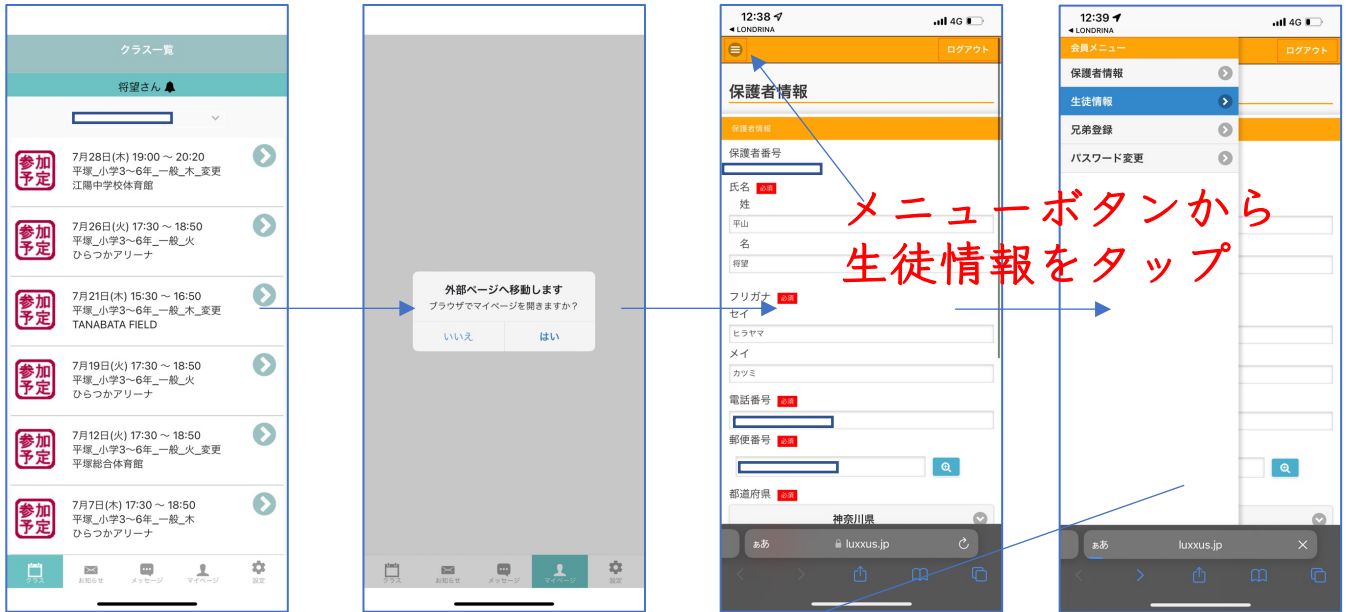 クラス一覧
将望さん
参加予定
7月28日(木) 19:00 ～ 20:20
平塚_小学3～6年_一般_木_変更
江陽中学校体育館
参加予定
7月26日(火) 17:30 ～ 18:50
平塚_小学3～6年_一般_火
ひらつかアリーナ
参加予定
7月21日(木) 15:30 ～ 16:50
平塚_小学3～6年_一般_木_変更
TANABATA FIELD
参加予定
7月19日(火) 17:30 ～ 18:50
平塚_小学3～6年_一般_火
ひらつかアリーナ
参加予定
7月12日(火) 17:30 ～ 18:50
平塚_小学3～6年_一般_火_変更
平塚総合体育館
参加予定
7月7日(木) 17:30 ～ 18:50
平塚_小学3～6年_一般_木
ひらつかアリーナ
クラス
お知らせ
メッセージ
マイページ
設定
外部ページへ移動します
ブラウザでマイページを開きますか？
いいえ
はい
クラス
お知らせ
メッセージ
マイページ
設定
12:38
4G
◀ LONDRINA
ログアウト
保護者情報
保護者情報
保護者番号
氏名 必須
姓
平山
名
将望
フリガナ 必須
セイ
ヒラヤマ
メイ
カツミ
電話番号 必須
郵便番号 必須
都道府県 必須
神奈川県
ぁあ
luxxus.jp
メニューボタンから
生徒情報をタップ
12:39
4G
◀ LONDRINA
会員メニュー
ログアウト
保護者情報
生徒情報
兄弟登録
パスワード変更
ぁあ
luxxus.jp